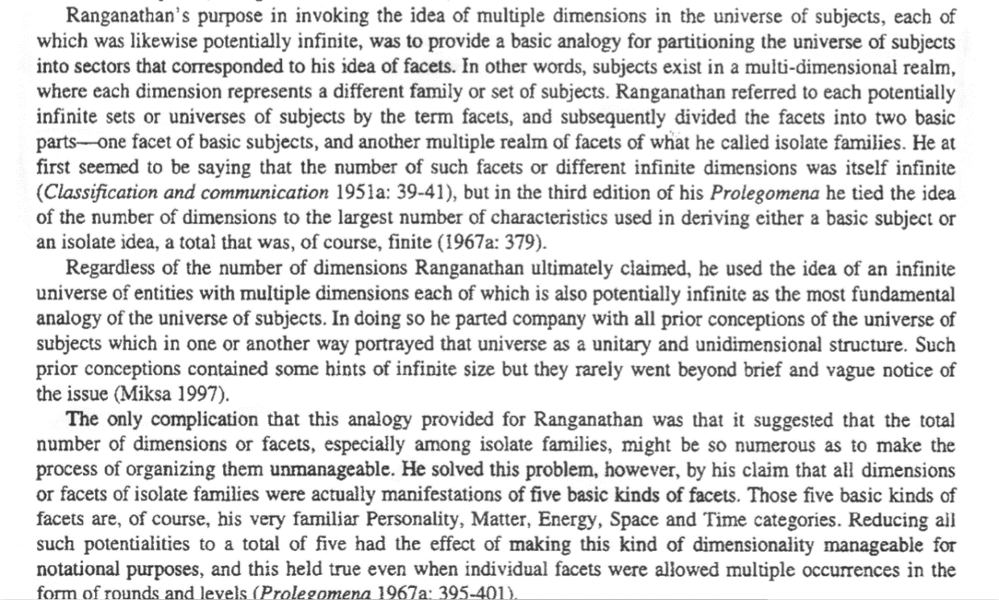 Ranganathan's purpose in invoking the idea of multiple dimensions in the universe of subjects, each of
which was likewise potentially infinite, was to provide a basic analogy for partitioning the universe of subjects
into sectors that corresponded to his idea of facets. In other words, subjects exist in a multi-dimensional realm,
where each dimension represents a different family or set of subjects. Ranganathan referred to each potentially
infinite sets or universes of subjects by the term facets, and subsequently divided the facets into two basic
parts—one facet of basic subjects, and another multiple realm of facets of what he called isolate families. He at
first seemed to be saying that the number of such facets or different infinite dimensions was itself infinite
(Classification and communication 1951a: 39-41), but in the third edition of his Prolegomena he tied the idea
of the number of dimensions to the largest number of characteristics used in deriving either a basic subject or
an isolate idea, a total that was, of course, finite (1967a: 379).
Regardless of the number of dimensions Ranganathan ultimately claimed, he used the idea of an infinite
universe of entities with multiple dimensions each of which is also potentially infinite as the most fundamental
analogy of the universe of subjects. In doing so he parted company with all prior conceptions of the universe of
subjects which in one or another way portrayed that universe as a unitary and unidimensional structure. Such
prior conceptions contained some hints of infinite size but they rarely went beyond brief and vague notice of
the issue (Miksa 1997).
The only complication that this analogy provided for Ranganathan was that it suggested that the total
number of dimensions or facets, especially among isolate families, might be so numerous as to make the
process of organizing them unmanageable. He solved this problem, however, by his claim that all dimensions
or facets of isolate families were actually manifestations of five basic kinds of facets. Those five basic kinds of
facets are, of course, his very familiar Personality, Matter, Energy, Space and Time categories. Reducing all
such potentialities to a total of five had the effect of making this kind of dimensionality manageable for
notational purposes, and this held true even when individual facets were allowed multiple occurrences in the
form of rounds and levels (Prolegomena 1967a: 395-401).